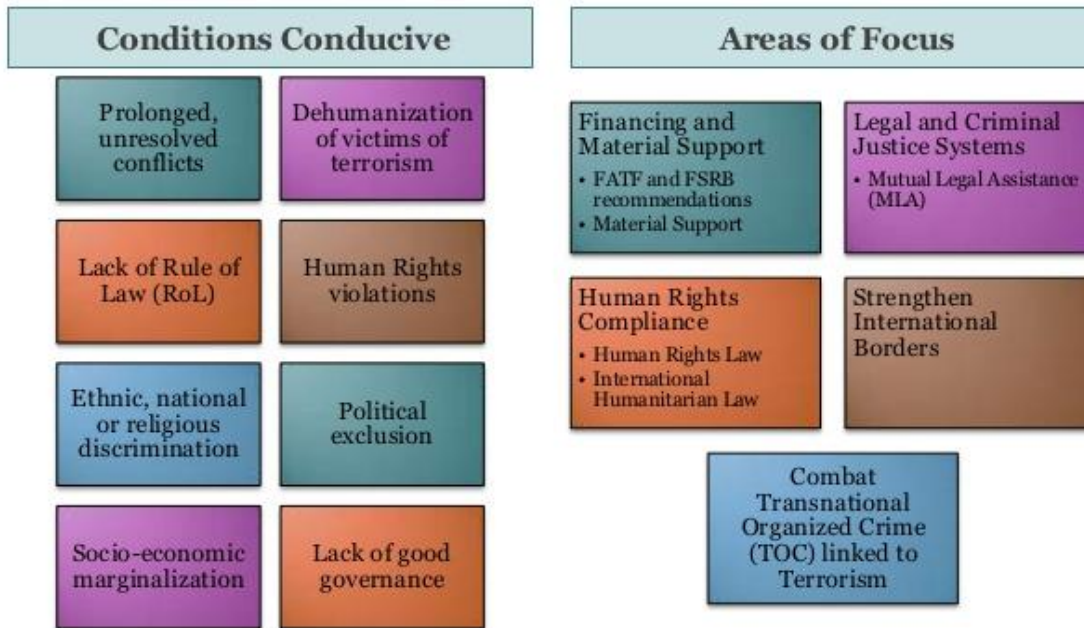 Conditions Conducive
Prolonged,
unresolved
conflicts
Dehumanization
of victims of
terrorism
Lack of Rule of
Law (RoL)
Human Rights
violations
Ethnic, national
or religious
discrimination
Political
exclusion
Socio-economic
marginalization
Lack of good
governance
Areas of Focus
Financing and
Material Support
• FATF and FSRB
recommendations
• Material Support
Legal and Criminal
Justice Systems
• Mutual Legal Assistance
(MLA)
Human Rights
Compliance
• Human Rights Law
• International
Humanitarian Law
Strengthen
International
Borders
Combat
Transnational
Organized Crime
(TOC) linked to
Terrorism